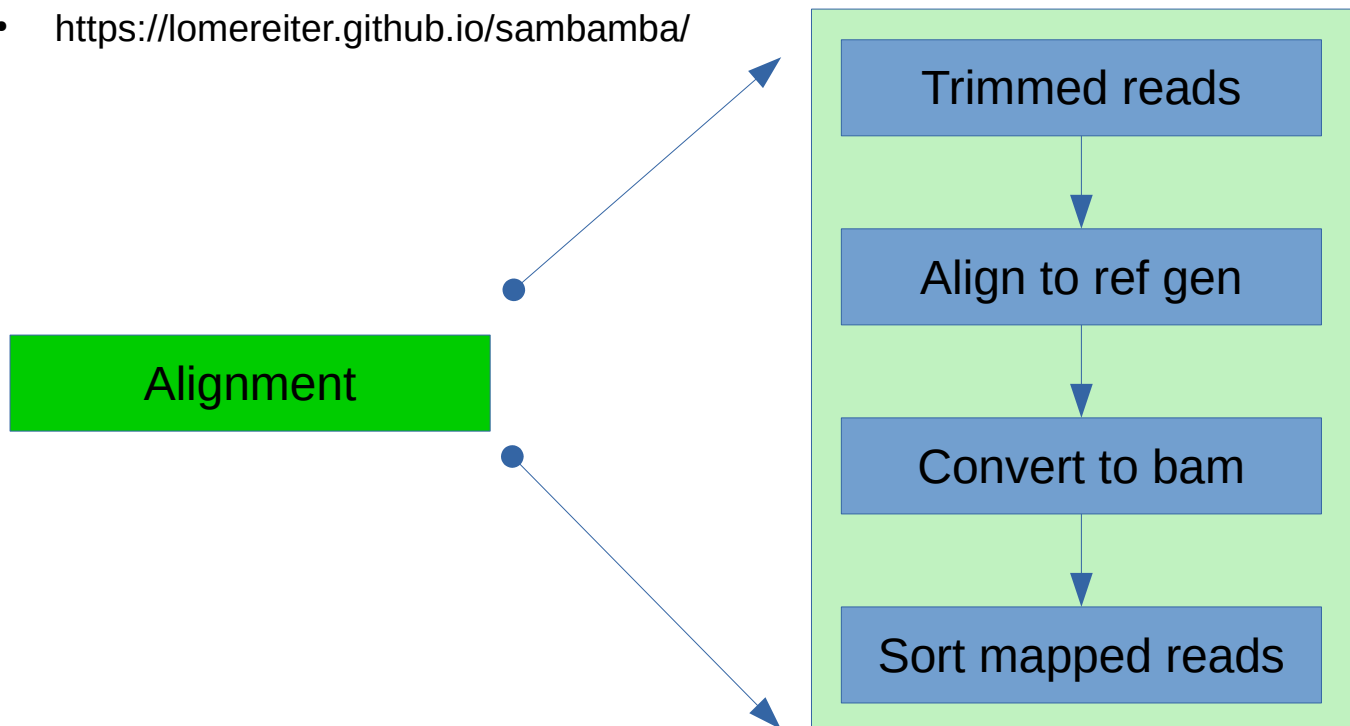 • https://lomereiter.github.io/sambamba/
Trimmed reads
Align to ref gen
Alignment
Convert to bam
Sort mapped reads